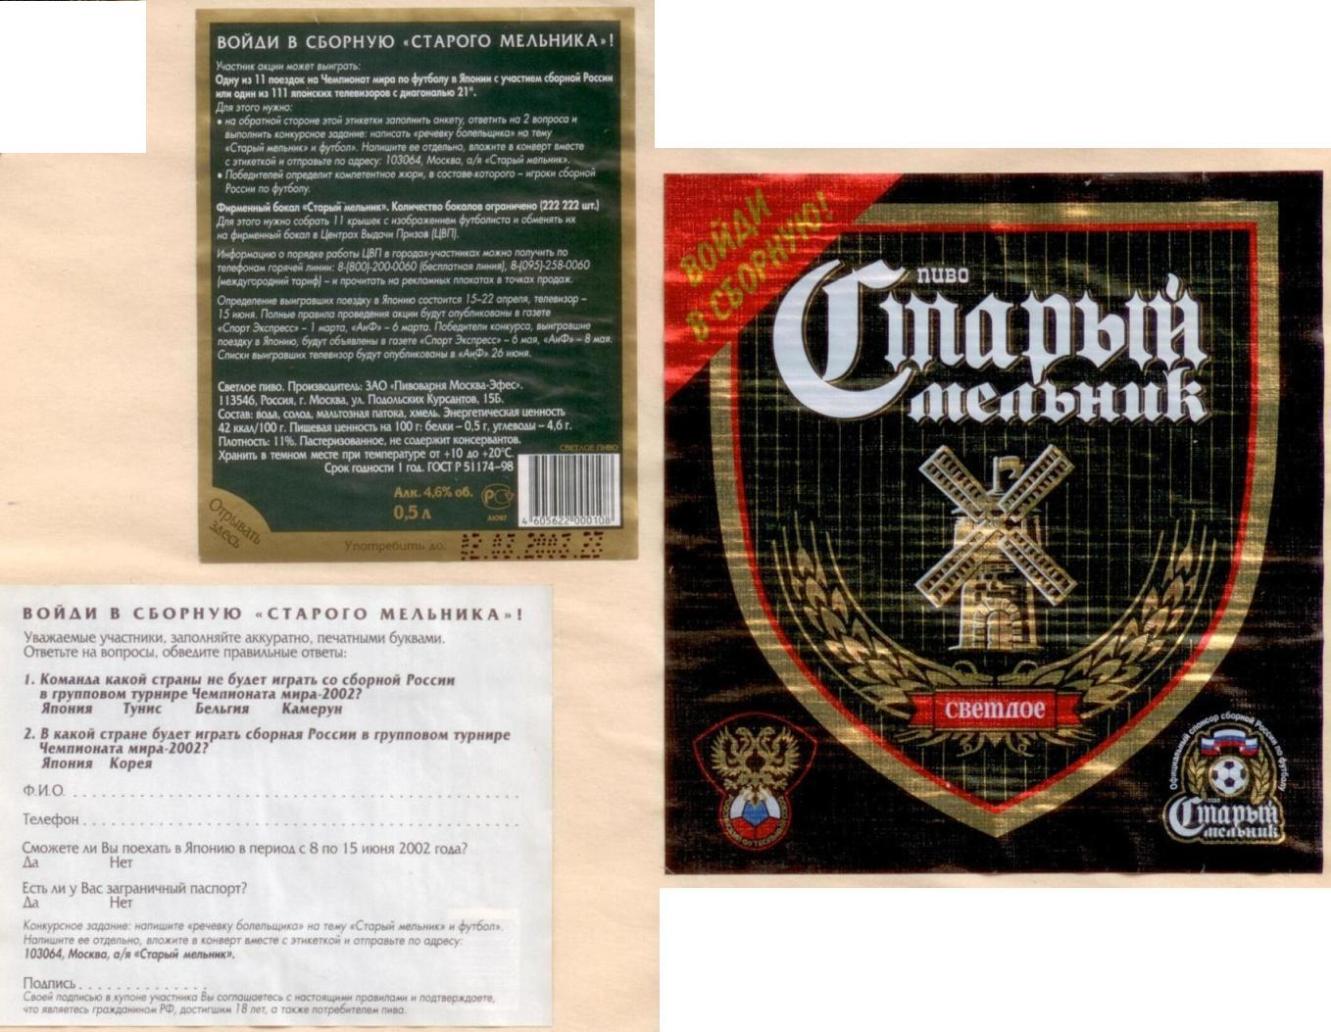 ВОЙДИ В СБОРНУЮ «СТАРОГО МЕЛЬНИКА»!
Участник акции может выиграть:
Одну из 11 поездок на Чемпионат мира по футболу в Японии с участием сборной России
или один из 111 японских телевизоров с диагональю 21".
Для этого нужно:
• на обратной стороне этой этикетки заполнить анкету, ответить на 2 вопроса и
выполнить конкурсное задание: написать «речевку болельщика» на тему
«Старый мельник и футбол». Напишите ее отдельно, вложите в конверт вместе
с этикеткой и отправьте по адресу: 103064, Москва, а/я «Старый мельник».
• Победителей определит компетентное жюри, в составе которого – игроки сборной
России по футболу.
Фирменный бокал «Старый мельник». Количество бокалов ограничено (222 222 шт.)
Для этого нужно собрать 11 крышек с изображением футболиста и обменять их
на фирменный бокал в Центрах Выдачи Призов (ЦВП).
Информацию о порядке работы ЦВП в городах-участниках можно получить по
телефонам горячей линии: 8-(800)-200-0060 (бесплатная линия), 8-(095)-258-0060
(междугородний тариф) – и прочитать на рекламных плакатах в точках продаж.
Определение выигравших поездку в Японию состоится 15–22 апреля, телевизор –
15 июня. Полные правила проведения акции будут опубликованы в газете
«Спорт Экспресс» – 1 марта, «АиФ» – 6 марта. Победители конкурса, выигравшие
поездку в Японию, будут объявлены в газете «Спорт Экспресс» – 6 мая, «АиФ» – 8 мая.
Списки выигравших телевизор будут опубликованы в «АиФ» 26 июня.
Светлое пиво. Производитель: ЗАО «Пивоварня Москва-Эфес».
113546, Россия, г. Москва, ул. Подольских Курсантов, 15Б.
Состав: вода, солод, мальтозная патока, хмель. Энергетическая ценность
42 ккал/100 г. Пищевая ценность на 100 г: белки – 0,5 г, углеводы – 4,6 г.
Плотность: 11%. Пастеризованное, не содержит консервантов.
Хранить в темном месте при температуре от +10 до +20°С.
Срок годности 1 год. ГОСТ Р 51174–98
СВЕТЛОЕ ПИВО
Алк. 4,6% об.
0,5 л
4 605622 000108
Отрывать
здесь
Употребить до:
ВОЙДИ В СБОРНУЮ «СТАРОГО МЕЛЬНИКА»!
Уважаемые участники, заполняйте аккуратно, печатными буквами.
Ответьте на вопросы, обведите правильные ответы:
1. Команда какой страны не будет играть со сборной России
в групповом турнире Чемпионата мира-2002?
Япония Тунис Бельгия Камерун
2. В какой стране будет играть сборная России в групповом турнире
Чемпионата мира-2002?
Япония Корея
Ф.И.О.
Телефон
Сможете ли Вы поехать в Японию в период с 8 по 15 июня 2002 года?
Да Нет
Есть ли у Вас заграничный паспорт?
Да Нет
Конкурсное задание: напишите «речевку болельщика» на тему «Старый мельник и футбол».
Напишите ее отдельно, вложите в конверт вместе с этикеткой и отправьте по адресу:
103064, Москва, а/я «Старый мельник».
Подпись
Своей подписью в купоне участника Вы соглашаетесь с настоящими правилами и подтверждаете,
что являетесь гражданином РФ, достигшим 18 лет, а также потребителем пива.
ВОЙДИ
В СБОРНУЮ!
пиво
Старый
мельник
светлое
Официальный спонсор сборной России по футболу
Старый
мельник